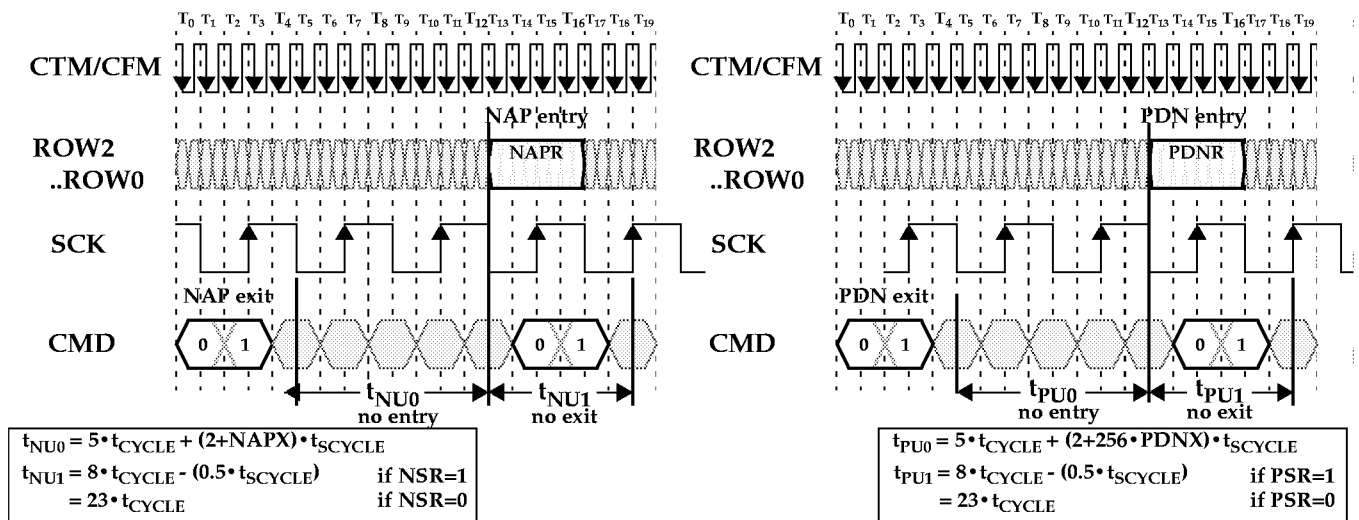 T0 T1 T2 T3 T4 T5 T6 T7 T8 T9 T10 T11 T12 T13 T14 T15 T16 T17 T18 T19
CTM/CFM
NAP entry
ROW2
..ROW0
NAPR
SCK
NAP exit
CMD
0 1
0 1
tNU0
no entry
tNU1
no exit
tNU0 = 5•tCYCLE + (2+NAPX)•tSCYCLE
tNU1 = 8•tCYCLE - (0.5•tSCYCLE) if NSR=1
= 23•tCYCLE if NSR=0
T0 T1 T2 T3 T4 T5 T6 T7 T8 T9 T10 T11 T12 T13 T14 T15 T16 T17 T18 T19
CTM/CFM
PDN entry
ROW2
..ROW0
PDNR
SCK
PDN exit
CMD
0 1
0 1
tPU0
no entry
tPU1
no exit
tPU0 = 5•tCYCLE + (2+256•PDNX)•tSCYCLE
tPU1 = 8•tCYCLE - (0.5•tSCYCLE) if PSR=1
= 23•tCYCLE if PSR=0